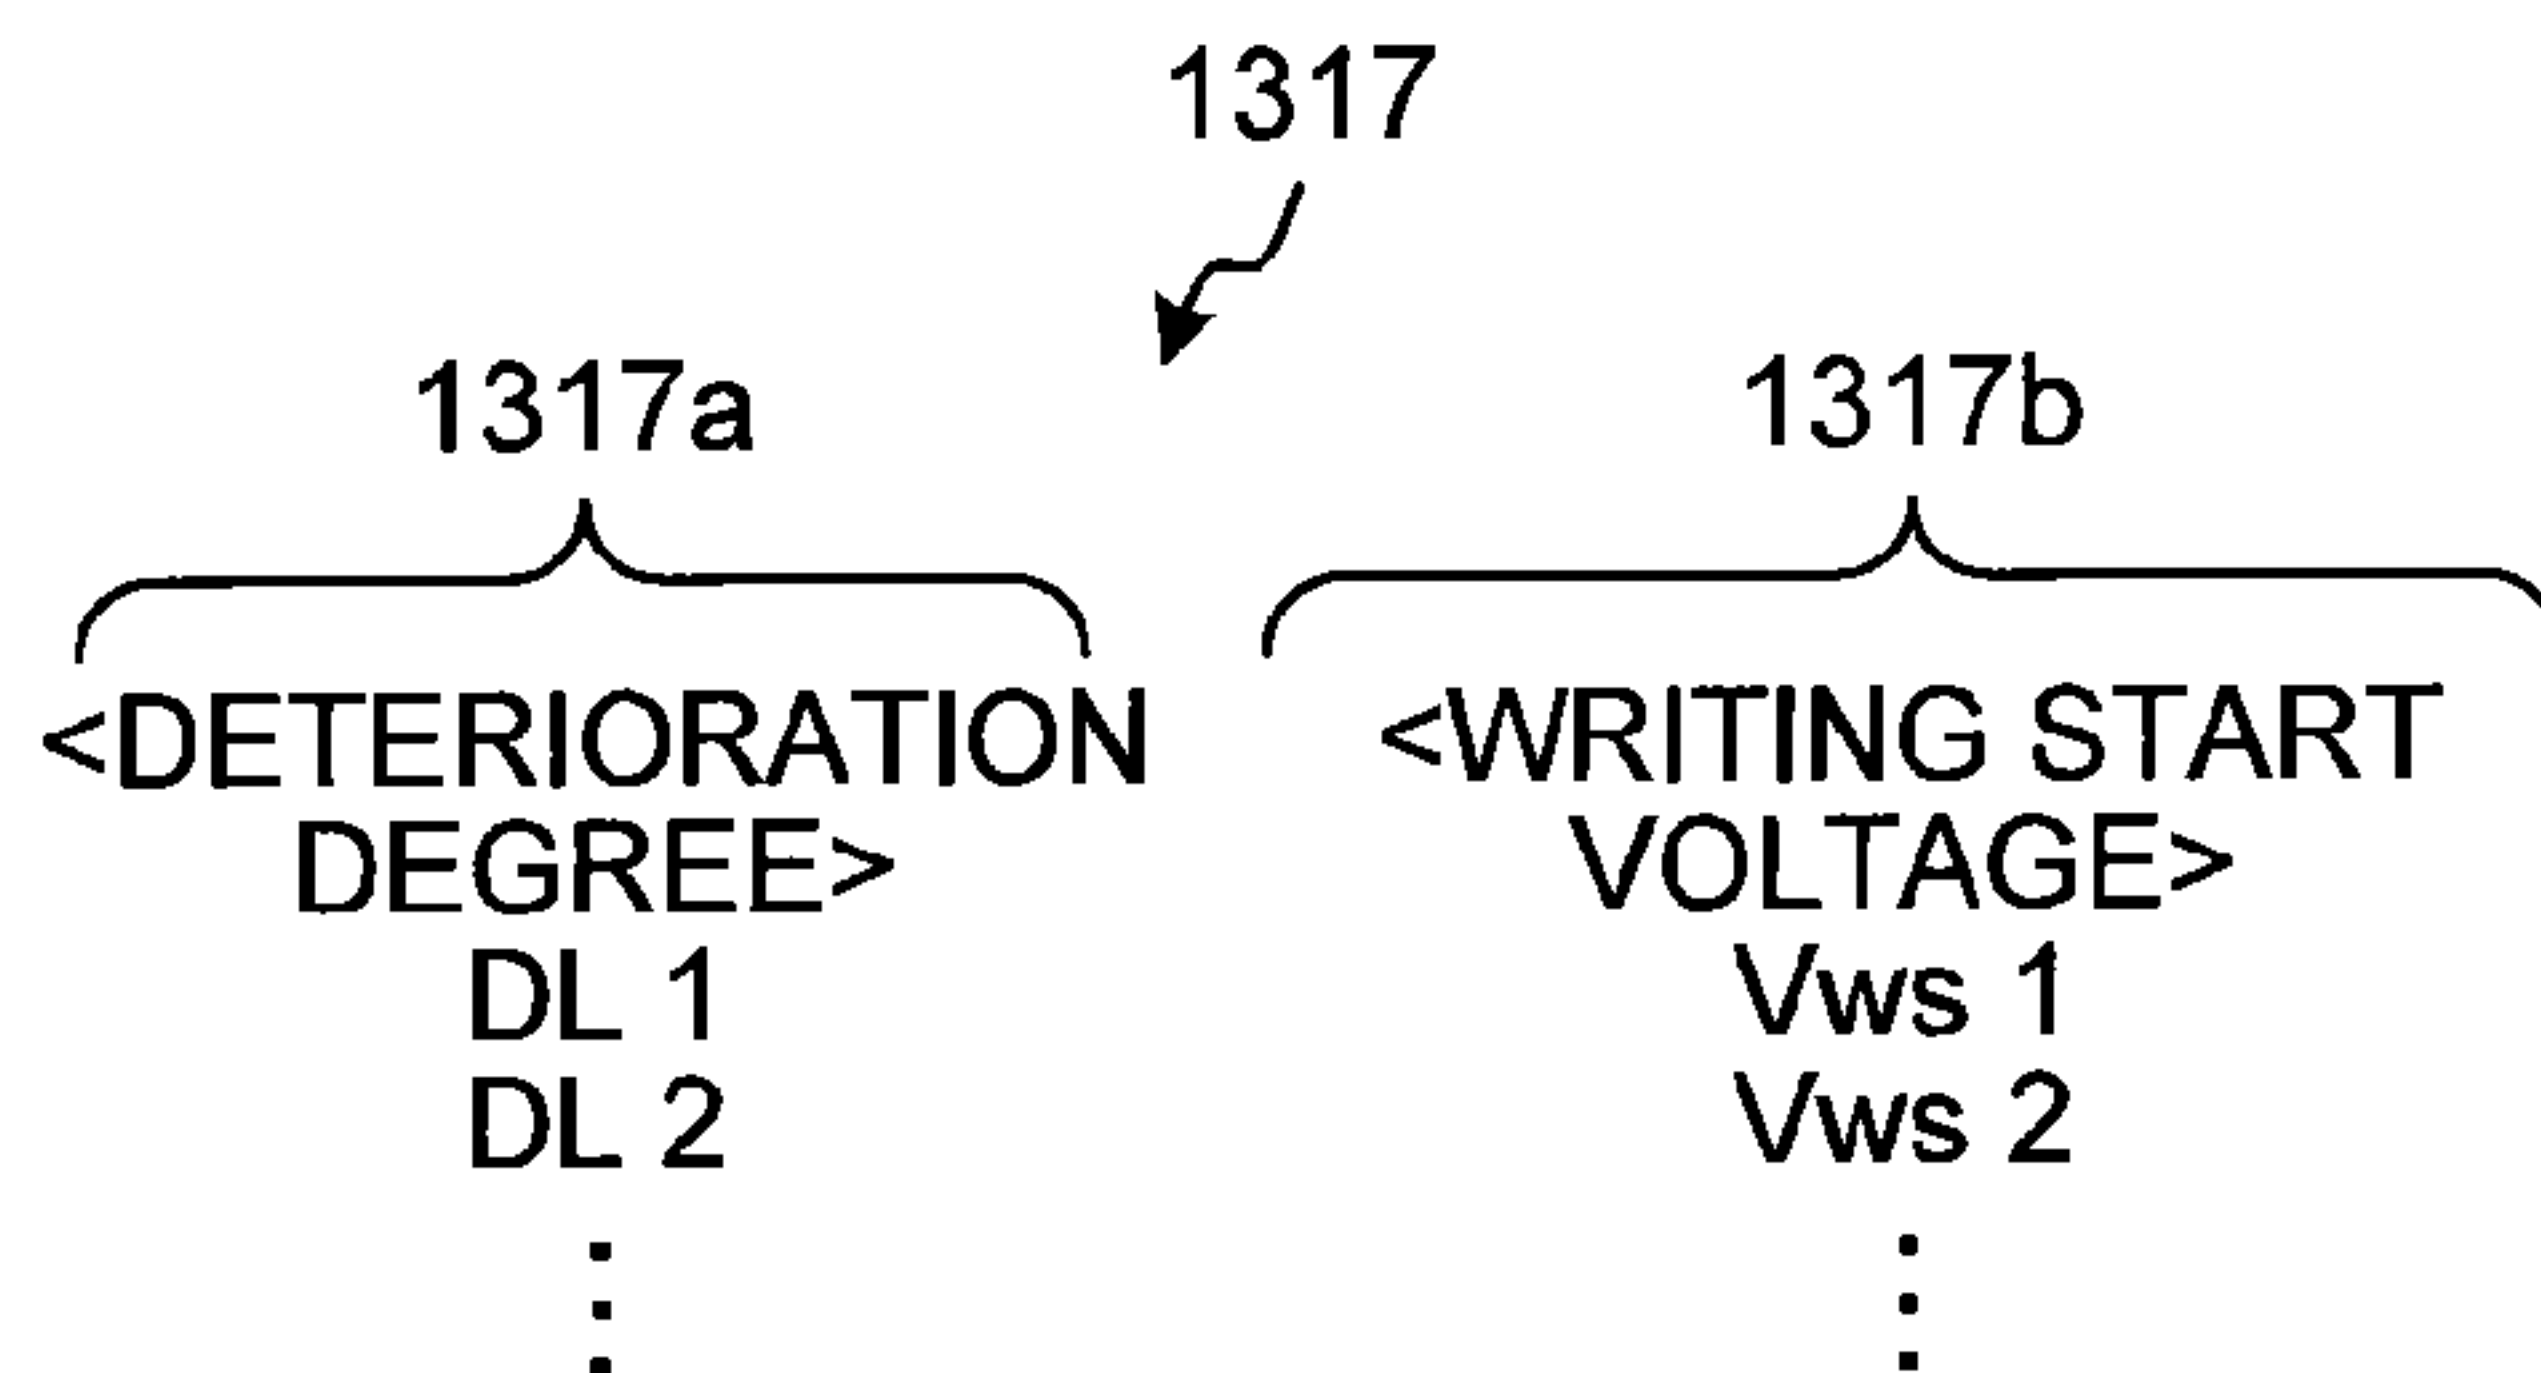 1317
1317a 1317b
<DETERIORATION <WRITING START
DEGREE> VOLTAGE>
DL 1 Vws 1
DL 2 Vws 2